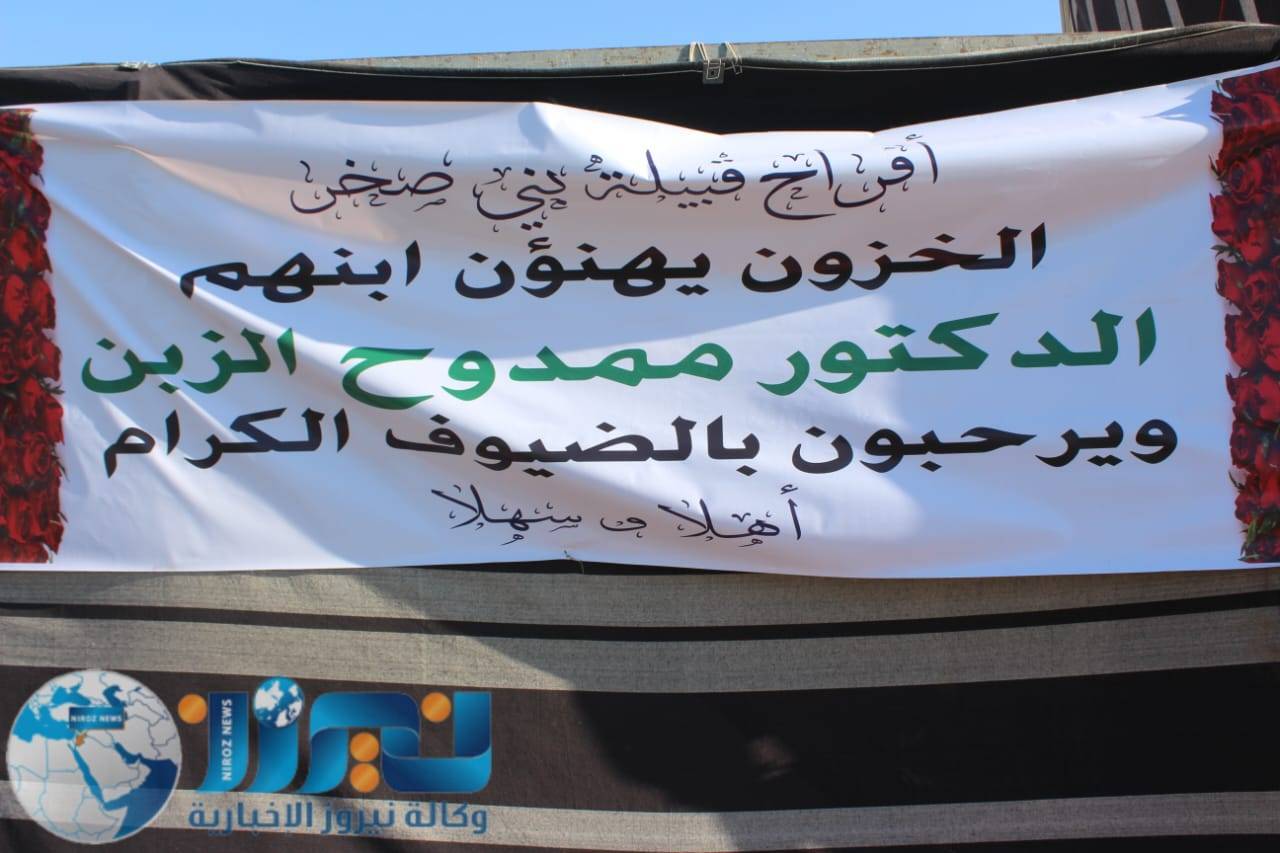 أفراح قبيلة بني صخر
الخزون يهنؤن ابنهم
الدكتور ممدوح الزبن
ويرحبون بالضيوف الكرام
أهلا و سهلا
NIROZ NEWS
نيروز
NIROZ NEWS
وكالة نيروز الاخبارية